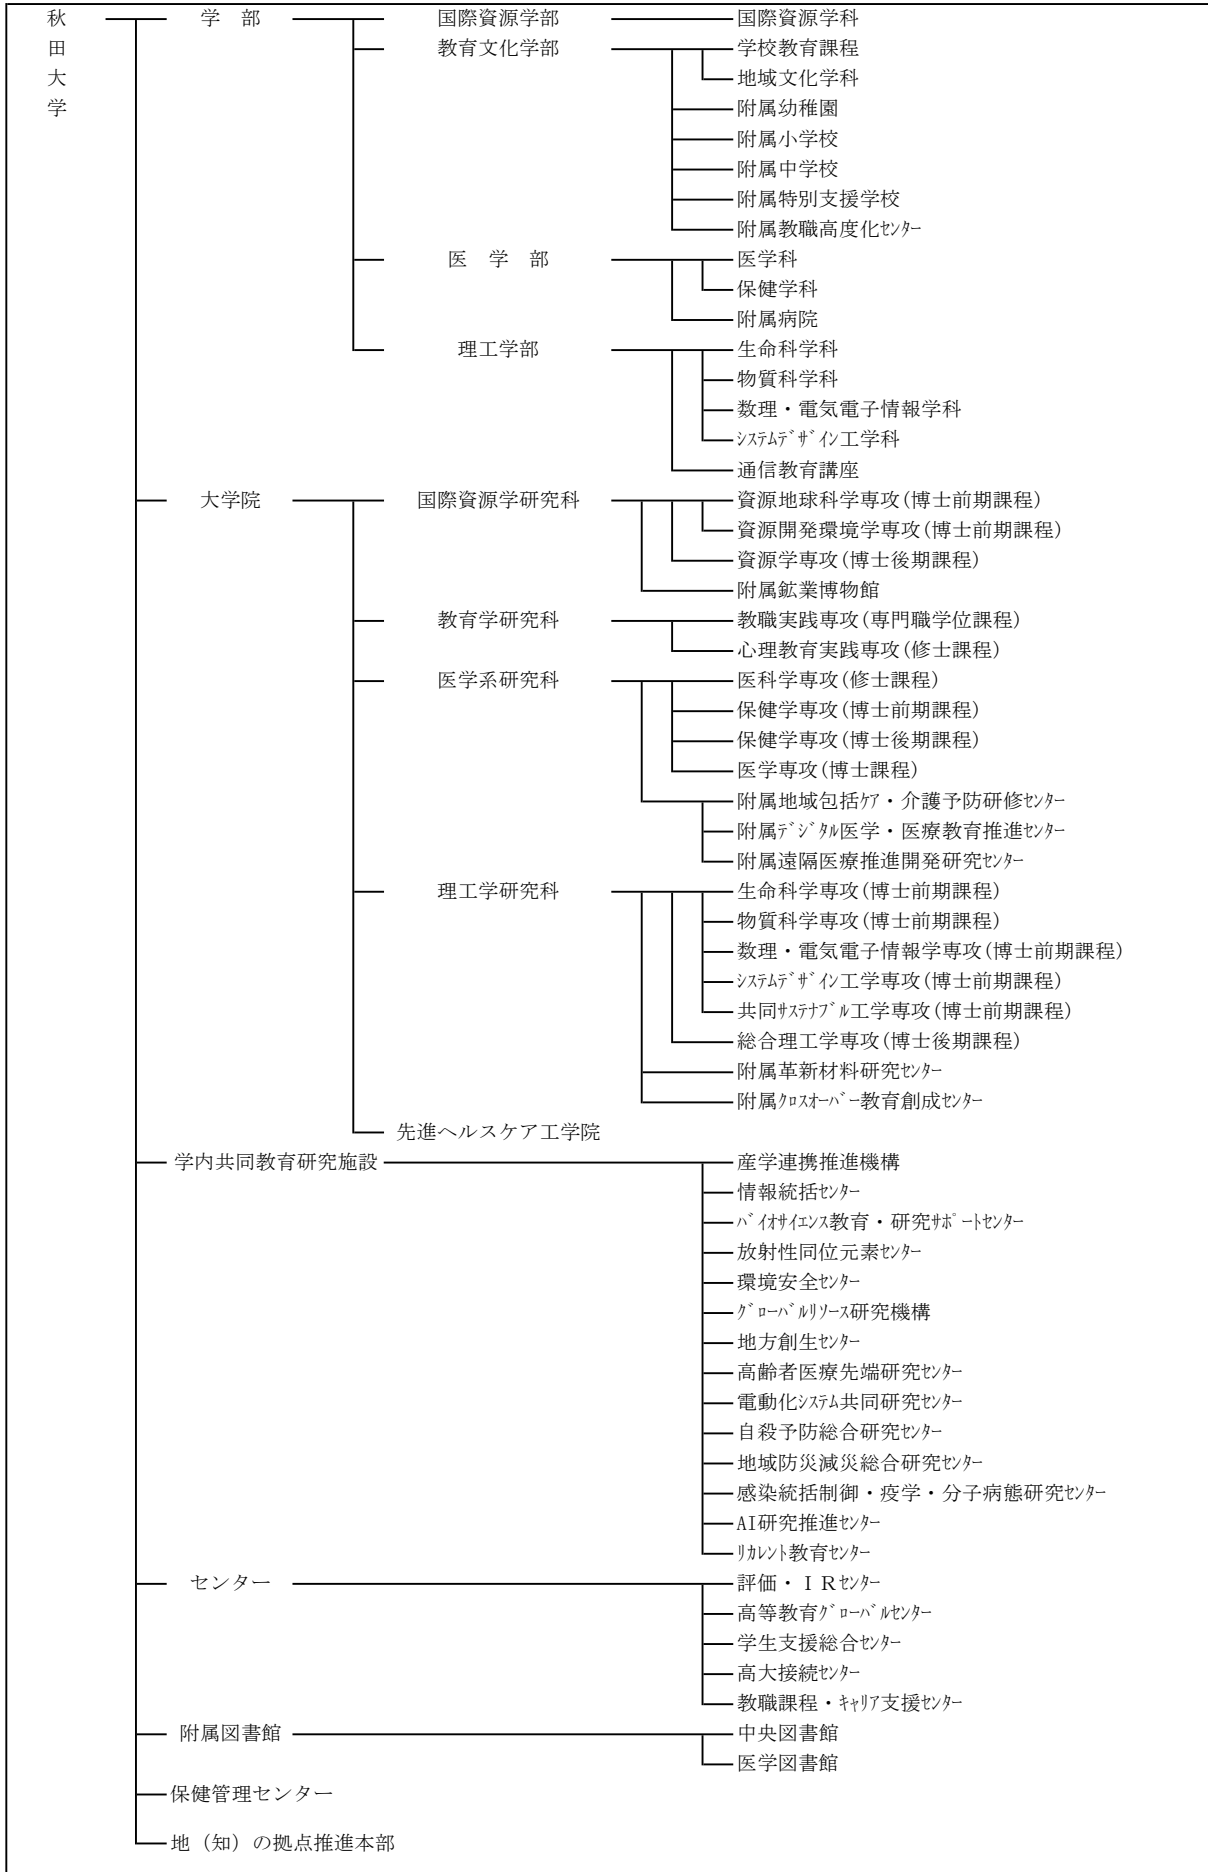 秋田大学
学　部
国際資源学部
国際資源学科
教育文化学部
学校教育課程
地域文化学科
附属幼稚園
附属小学校
附属中学校
附属特別支援学校
附属教職高度化ｾﾝﾀｰ
医　学　部
医学科
保健学科
附属病院
理工学部
生命科学科
物質科学科
数理・電気電子情報学科
ｼｽﾃﾑﾃﾞｻﾞｲﾝ工学科
通信教育講座
大学院
国際資源学研究科
資源地球科学専攻(博士前期課程)
資源開発環境学専攻(博士前期課程)
資源学専攻(博士後期課程)
附属鉱業博物館
教育学研究科
教職実践専攻(専門職学位課程)
心理教育実践専攻(修士課程)
医学系研究科
医科学専攻(修士課程)
保健学専攻(博士前期課程)
保健学専攻(博士後期課程)
医学専攻(博士課程)
附属地域包括ｹｱ・介護予防研修ｾﾝﾀｰ
附属ﾃﾞｼﾞﾀﾙ医学・医療教育推進ｾﾝﾀｰ
附属遠隔医療推進開発研究ｾﾝﾀｰ
理工学研究科
生命科学専攻(博士前期課程)
物質科学専攻(博士前期課程)
数理・電気電子情報学専攻(博士前期課程)
ｼｽﾃﾑﾃﾞｻﾞｲﾝ工学専攻(博士前期課程)
共同ｻｽﾃﾅﾌﾞﾙ工学専攻(博士前期課程)
総合理工学専攻(博士後期課程)
附属革新材料研究ｾﾝﾀｰ
附属ｸﾛｽｵｰﾊﾞｰ教育創成ｾﾝﾀｰ
先進ヘルスケア工学院
学内共同教育研究施設
産学連携推進機構
情報統括ｾﾝﾀｰ
ﾊﾞｲｵｻｲｴﾝｽ教育・研究ｻﾎﾟｰﾄｾﾝﾀｰ
放射性同位元素ｾﾝﾀｰ
環境安全ｾﾝﾀｰ
ｸﾞﾛｰﾊﾞﾙﾘｿｰｽ研究機構
地方創生ｾﾝﾀｰ
高齢者医療先端研究ｾﾝﾀｰ
電動化ｼｽﾃﾑ共同研究ｾﾝﾀｰ
自殺予防総合研究ｾﾝﾀｰ
地域防災減災総合研究ｾﾝﾀｰ
感染統括制御・疫学・分子病態研究ｾﾝﾀｰ
AI研究推進ｾﾝﾀｰ
ﾘｶﾚﾝﾄ教育ｾﾝﾀｰ
センター
評価・ＩＲｾﾝﾀｰ
高等教育ｸﾞﾛｰﾊﾞﾙｾﾝﾀｰ
学生支援総合ｾﾝﾀｰ
高大接続ｾﾝﾀｰ
教職課程・ｷｬﾘｱ支援ｾﾝﾀｰ
附属図書館
中央図書館
医学図書館
保健管理センター
地（知）の拠点推進本部